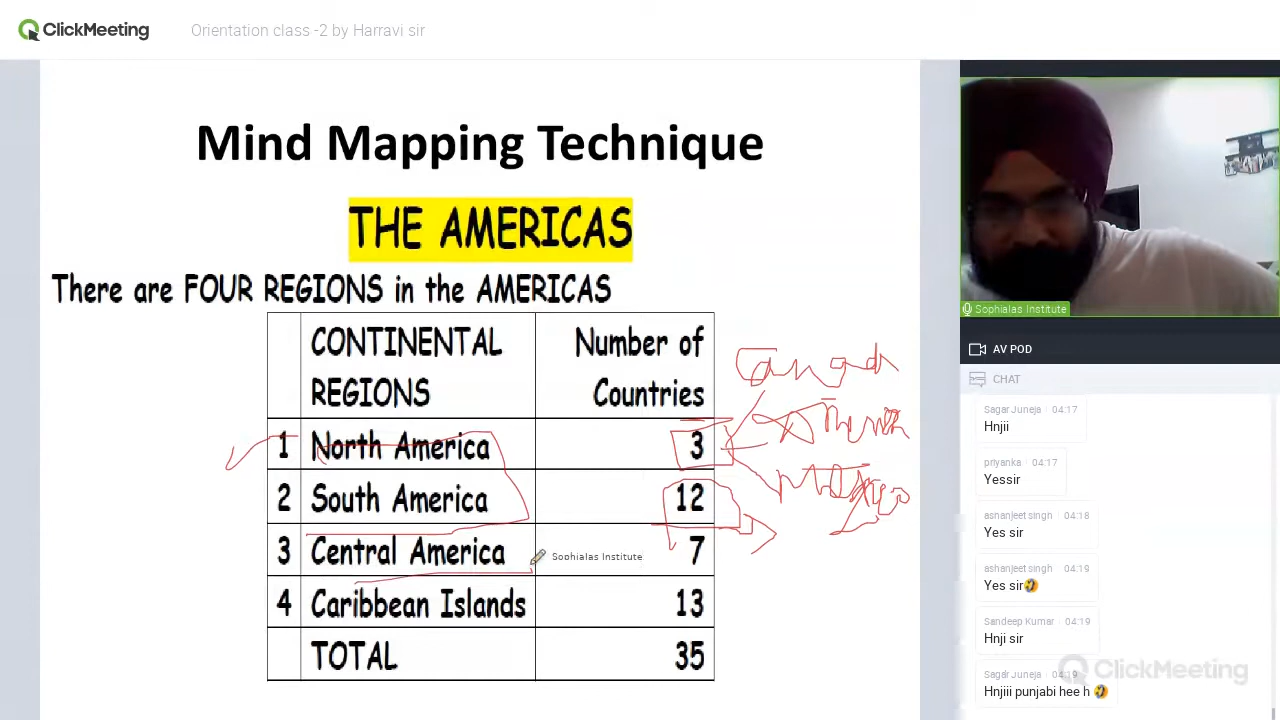 ClickMeeting Orientation class -2 by Harravi sir
Mind Mapping Technique
THE AMERICAS
There are FOUR REGIONS in the AMERICAS
CONTINENTAL REGIONS Number of Countries
1 North America 3
2 South America 12
3 Central America 7
4 Caribbean Islands 13
TOTAL 35
Sophialas Institute
Sophialas Institute
AV POD
CHAT
Sagar Juneja 04:17
Hnjii
priyanka 04:17
Yessir
asnanjeet singh 04:18
Yes sir
ashanjeet singh 04:19
Yes sir🤣
Sandeep Kumar 04:19
Hnji sir
Sagar Juneja 04:19
Hnjiii punjabi hee h 🤣
ClickMeeting